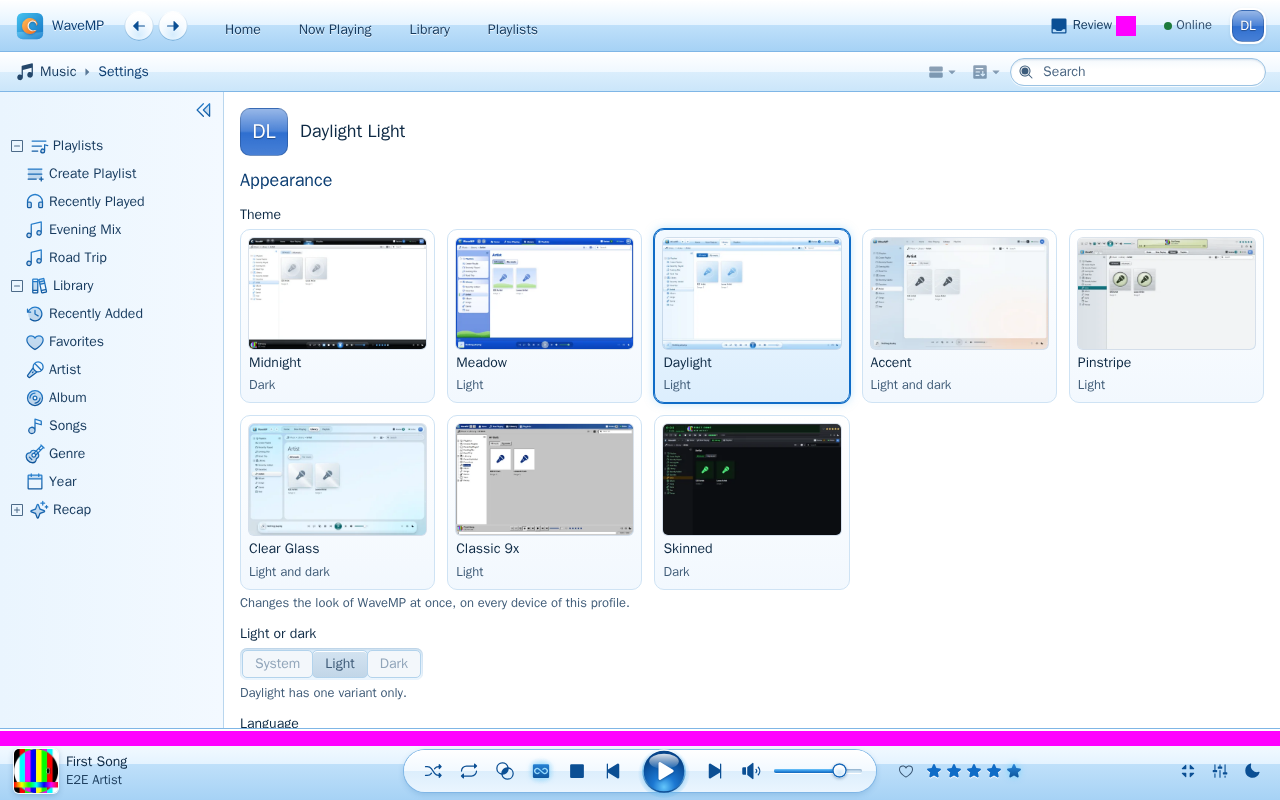 WaveMP
Home
Now Playing
Library
Playlists
Review
Online
DL
Music
Settings
Search
Playlists
Create Playlist
Recently Played
Evening Mix
Road Trip
Library
Recently Added
Favorites
Artist
Album
Songs
Genre
Year
Recap
DL
Daylight Light
Appearance
Theme
Midnight
Dark
Meadow
Light
Daylight
Light
Accent
Light and dark
Pinstripe
Light
Clear Glass
Light and dark
Classic 9x
Light
Skinned
Dark
Changes the look of WaveMP at once, on every device of this profile.
Light or dark
System
Light
Dark
Daylight has one variant only.
Language
First Song
E2E Artist